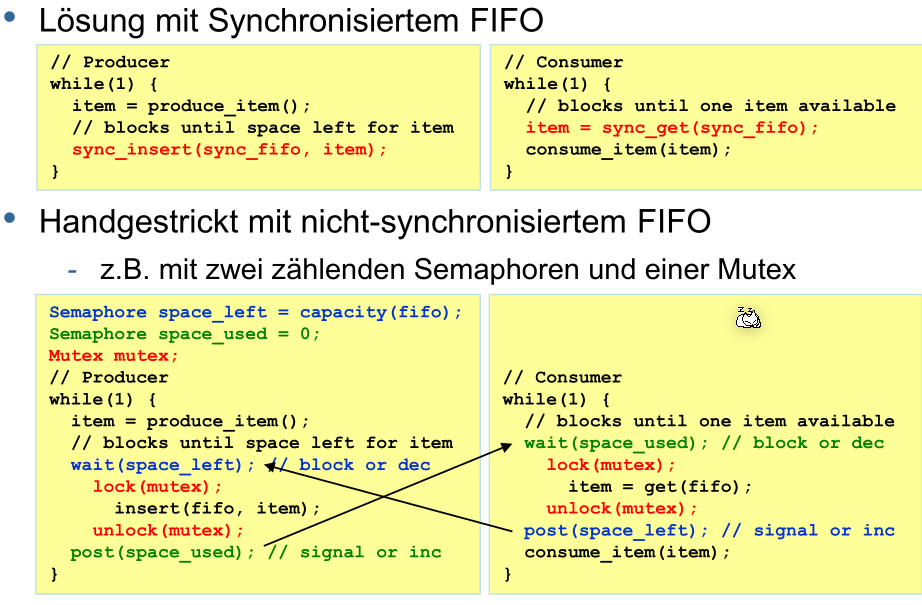 • Lösung mit Synchronisiertem FIFO
// Producer
while(1) {
item = produce_item();
// blocks until space left for item
sync_insert(sync_fifo, item);
}
// Consumer
while(1) {
// blocks until one item available
item = sync_get(sync_fifo);
consume_item(item);
}
• Handgestrickt mit nicht-synchronisiertem FIFO
- z.B. mit zwei zählenden Semaphoren und einer Mutex
Semaphore space_left = capacity(fifo);
Semaphore space_used = 0;
Mutex mutex;
// Producer
while(1) {
item = produce_item();
// blocks until space left for item
wait(space_left); // block or dec
lock(mutex);
insert(fifo, item);
unlock(mutex);
post(space_used); // signal or inc
}
// Consumer
while(1) {
// blocks until one item available
wait(space_used); // block or dec
lock(mutex);
item = get(fifo);
unlock(mutex);
post(space_left); // signal or inc
consume_item(item);
}